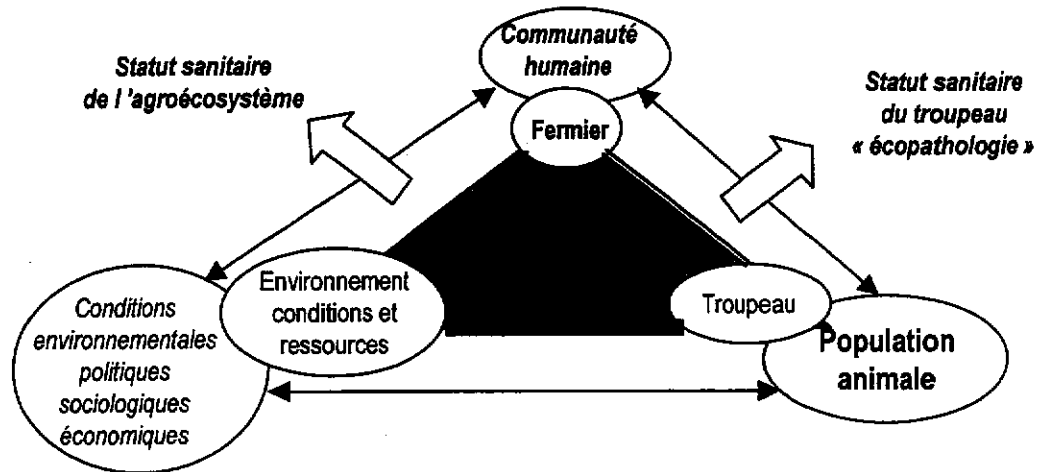 Communauté
humaine
Fermier
Statut sanitaire
de l 'agroécosystème
Statut sanitaire
du troupeau
« écopathologie »
Environnement
conditions et
ressources
Conditions
environnementales
politiques
sociologiques
économiques
Troupeau
Population
animale